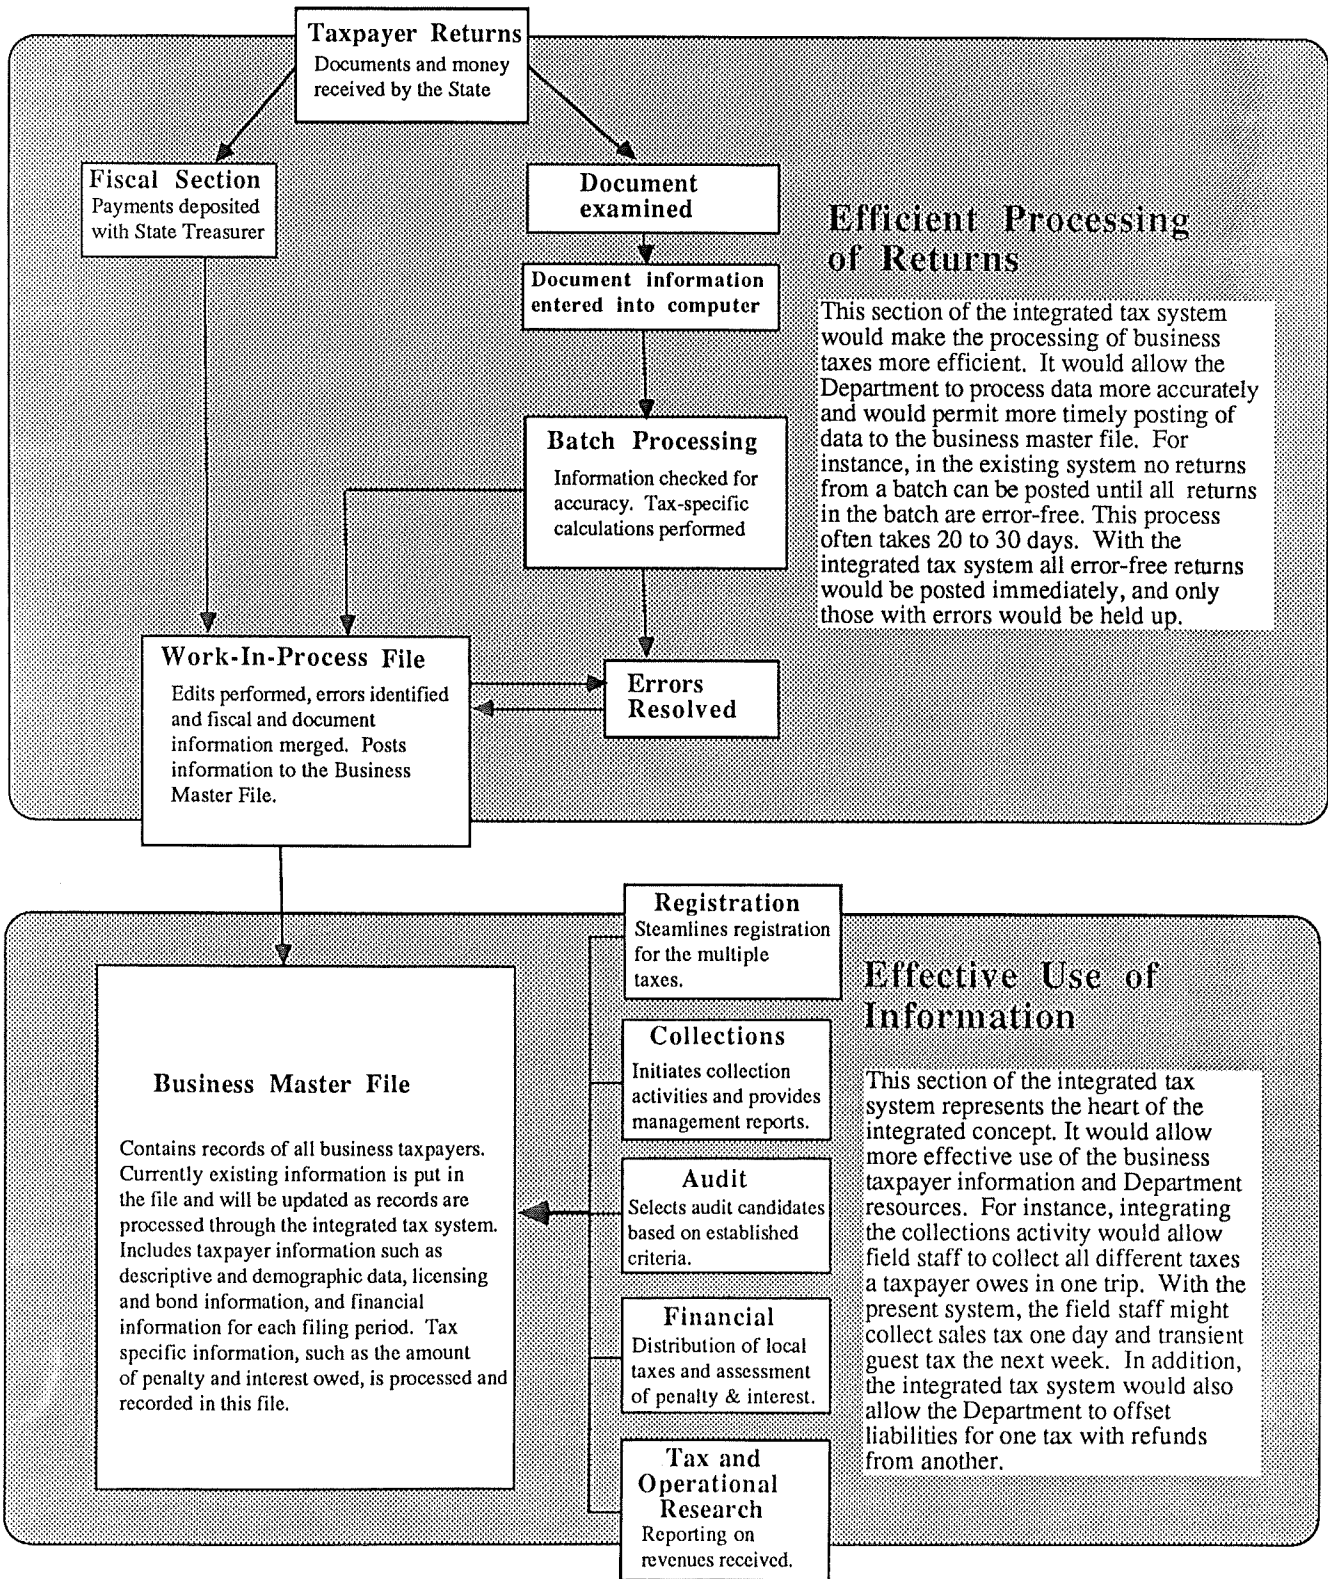 Taxpayer Returns
Documents and money
received by the State
Fiscal Section
Payments deposited
with State Treasurer
Document
examined
Document information
entered into computer
Batch Processing
Information checked for
accuracy. Tax-specific
calculations performed
Work-In-Process File
Edits performed, errors identified
and fiscal and document
information merged. Posts
information to the Business
Master File.
Errors
Resolved
Efficient Processing
of Returns
This section of the integrated tax system
would make the processing of business
taxes more efficient. It would allow the
Department to process data more accurately
and would permit more timely posting of
data to the business master file. For
instance, in the existing system no returns
from a batch can be posted until all returns
in the batch are error-free. This process
often takes 20 to 30 days. With the
integrated tax system all error-free returns
would be posted immediately, and only
those with errors would be held up.
Business Master File
Contains records of all business taxpayers.
Currently existing information is put in
the file and will be updated as records are
processed through the integrated tax system.
Includes taxpayer information such as
descriptive and demographic data, licensing
and bond information, and financial
information for each filing period. Tax
specific information, such as the amount
of penalty and interest owed, is processed and
recorded in this file.
Registration
Steamlines registration
for the multiple
taxes.
Collections
Initiates collection
activities and provides
management reports.
Audit
Selects audit candidates
based on established
criteria.
Financial
Distribution of local
taxes and assessment
of penalty & interest.
Tax and
Operational
Research
Reporting on
revenues received.
Effective Use of
Information
This section of the integrated tax
system represents the heart of the
integrated concept. It would allow
more effective use of the business
taxpayer information and Department
resources. For instance, integrating
the collections activity would allow
field staff to collect all different taxes
a taxpayer owes in one trip. With the
present system, the field staff might
collect sales tax one day and transient
guest tax the next week. In addition,
the integrated tax system would also
allow the Department to offset
liabilities for one tax with refunds
from another.